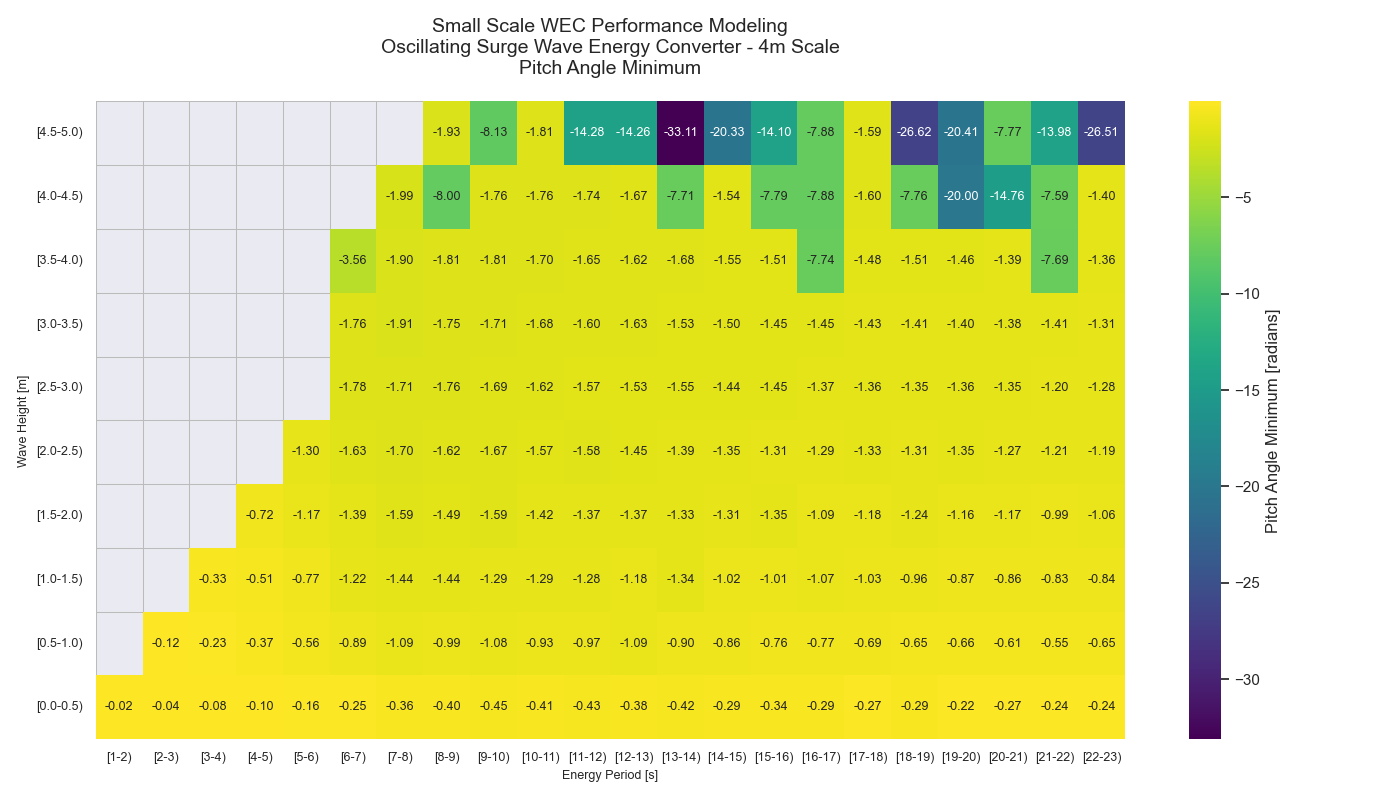 Small Scale WEC Performance Modeling
Oscillating Surge Wave Energy Converter - 4m Scale
Pitch Angle Minimum
[4.5-5.0) -1.93 -8.13 -1.81 -14.28 -14.26 -33.11 -20.33 -14.10 -7.88 -1.59 -26.62 -20.41 -7.77 -13.98 -26.51
[4.0-4.5) -1.99 -8.00 -1.76 -1.76 -1.74 -1.67 -7.71 -1.54 -7.79 -7.88 -1.60 -7.76 -20.00 -14.76 -7.59 -1.40
[3.5-4.0) -3.56 -1.90 -1.81 -1.81 -1.70 -1.65 -1.62 -1.68 -1.55 -1.51 -7.74 -1.48 -1.51 -1.46 -1.39 -7.69 -1.36
[3.0-3.5) -1.76 -1.91 -1.75 -1.71 -1.68 -1.60 -1.63 -1.53 -1.50 -1.45 -1.45 -1.43 -1.41 -1.40 -1.38 -1.41 -1.31
[2.5-3.0) -1.78 -1.71 -1.76 -1.69 -1.62 -1.57 -1.53 -1.55 -1.44 -1.45 -1.37 -1.36 -1.35 -1.36 -1.35 -1.20 -1.28
[2.0-2.5) -1.30 -1.63 -1.70 -1.62 -1.67 -1.57 -1.58 -1.45 -1.39 -1.35 -1.31 -1.29 -1.33 -1.31 -1.35 -1.27 -1.21 -1.19
[1.5-2.0) -0.72 -1.17 -1.39 -1.59 -1.49 -1.59 -1.42 -1.37 -1.37 -1.33 -1.31 -1.35 -1.09 -1.18 -1.24 -1.16 -1.17 -0.99 -1.06
[1.0-1.5) -0.33 -0.51 -0.77 -1.22 -1.44 -1.44 -1.29 -1.29 -1.28 -1.18 -1.34 -1.02 -1.01 -1.07 -1.03 -0.96 -0.87 -0.86 -0.83 -0.84
[0.5-1.0) -0.12 -0.23 -0.37 -0.56 -0.89 -1.09 -0.99 -1.08 -0.93 -0.97 -1.09 -0.90 -0.86 -0.76 -0.77 -0.69 -0.65 -0.66 -0.61 -0.55 -0.65
[0.0-0.5) -0.02 -0.04 -0.08 -0.10 -0.16 -0.25 -0.36 -0.40 -0.45 -0.41 -0.43 -0.38 -0.42 -0.29 -0.34 -0.29 -0.27 -0.29 -0.22 -0.27 -0.24 -0.24
[1-2) [2-3) [3-4) [4-5) [5-6) [6-7) [7-8) [8-9) [9-10) [10-11) [11-12) [12-13) [13-14) [14-15) [15-16) [16-17) [17-18) [18-19) [19-20) [20-21) [21-22) [22-23)
Energy Period [s]
Wave Height [m]
−5
−10
−15
−20
−25
−30
Pitch Angle Minimum [radians]